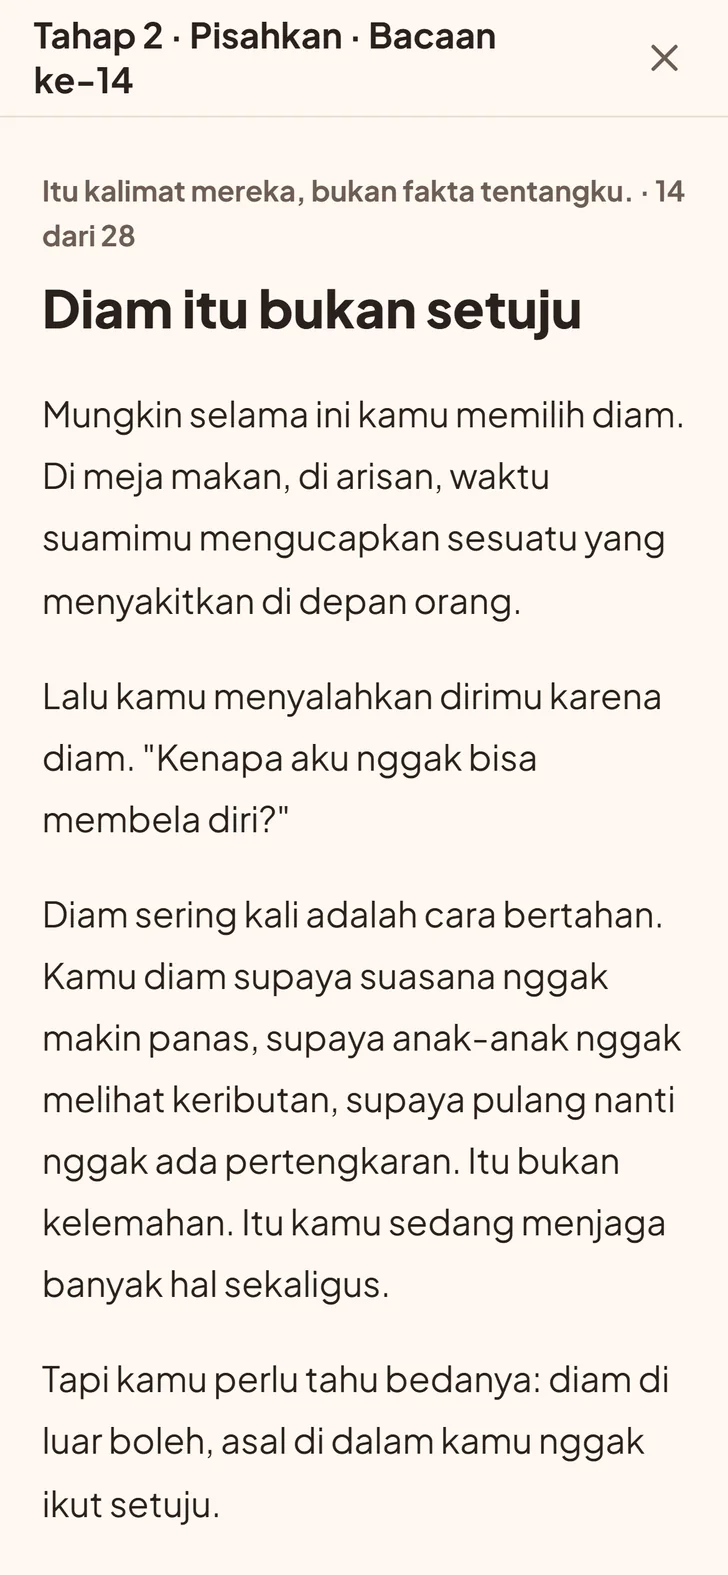 Tahap 2 · Pisahkan · Bacaan
ke-14
Itu kalimat mereka, bukan fakta tentangku. · 14
dari 28
Diam itu bukan setuju
Mungkin selama ini kamu memilih diam.
Di meja makan, di arisan, waktu
suamimu mengucapkan sesuatu yang
menyakitkan di depan orang.
Lalu kamu menyalahkan dirimu karena
diam. "Kenapa aku nggak bisa
membela diri?"
Diam sering kali adalah cara bertahan.
Kamu diam supaya suasana nggak
makin panas, supaya anak-anak nggak
melihat keributan, supaya pulang nanti
nggak ada pertengkaran. Itu bukan
kelemahan. Itu kamu sedang menjaga
banyak hal sekaligus.
Tapi kamu perlu tahu bedanya: diam di
luar boleh, asal di dalam kamu nggak
ikut setuju.